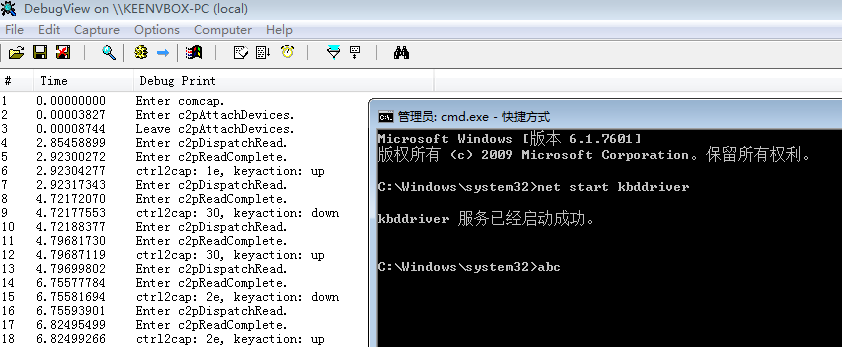 DebugView on \\KEENVBOX-PC (local)
File Edit Capture Options Computer Help
# Time Debug Print
1 0.00000000 Enter comcap.
2 0.00003827 Enter c2pAttachDevices.
3 0.00008744 Leave c2pAttachDevices.
4 2.85458899 Enter c2pDispatchRead.
5 2.92300272 Enter c2pReadComplete.
6 2.92304277 ctrl2cap: 1e, keyaction: up
7 2.92317343 Enter c2pDispatchRead.
8 4.72172070 Enter c2pReadComplete.
9 4.72177553 ctrl2cap: 30, keyaction: down
10 4.72188377 Enter c2pDispatchRead.
11 4.79681730 Enter c2pReadComplete.
12 4.79687119 ctrl2cap: 30, keyaction: up
13 4.79699802 Enter c2pDispatchRead.
14 6.75577784 Enter c2pReadComplete.
15 6.75581694 ctrl2cap: 2e, keyaction: down
16 6.75593901 Enter c2pDispatchRead.
17 6.82495499 Enter c2pReadComplete.
18 6.82499266 ctrl2cap: 2e, keyaction: up
C:\. 管理员: cmd.exe - 快捷方式
Microsoft Windows [版本 6.1.7601]
版权所有 (c) 2009 Microsoft Corporation。保留所有权利。
C:\Windows\system32>net start kbddriver
kbddriver 服务已经启动成功。
C:\Windows\system32>abc